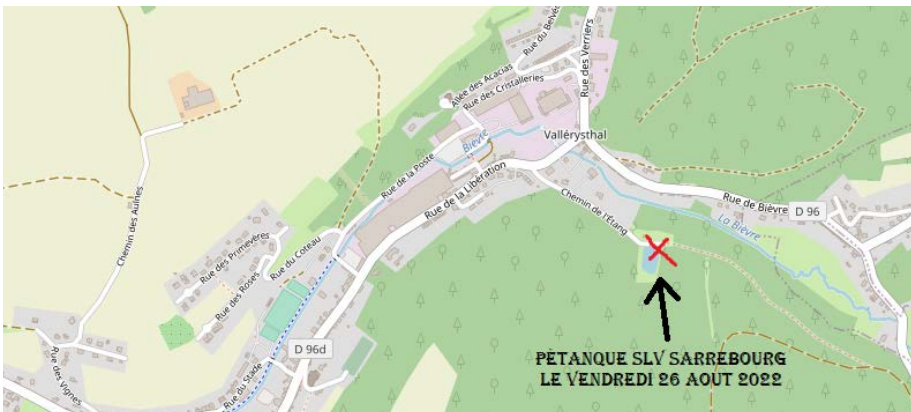 Rue du Belvéd
Allée des Acacias
Rue des Cristalleries
Rue des Verriers
Vallérysthal
Bièvre
Rue de la Poste
Rue de la Libération
Chemin des Aulnes
Chemin de l'Étang
Rue de Bièvre
D 96
La Bièvre
Rue des Primevères
Rue du Coteau
Rue des Roses
D 96d
Rue du Stade
Rue des Vignes
PÈTANQUE SLV SARREBOURG
LE VENDREDI 26 AOUT 2022